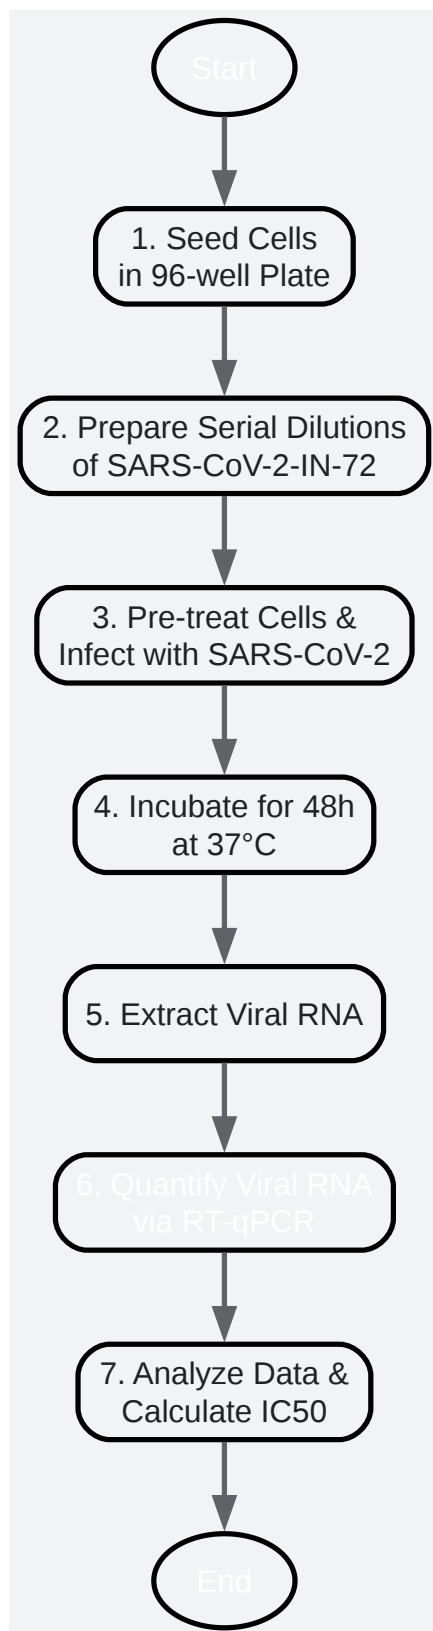 Start
1. Seed Cells
in 96-well Plate
2. Prepare Serial Dilutions
of SARS-CoV-2-IN-72
3. Pre-treat Cells &
Infect with SARS-CoV-2
4. Incubate for 48h
at 37°C
5. Extract Viral RNA
6. Quantify Viral RNA
via RT-qPCR
7. Analyze Data &
Calculate IC50
End